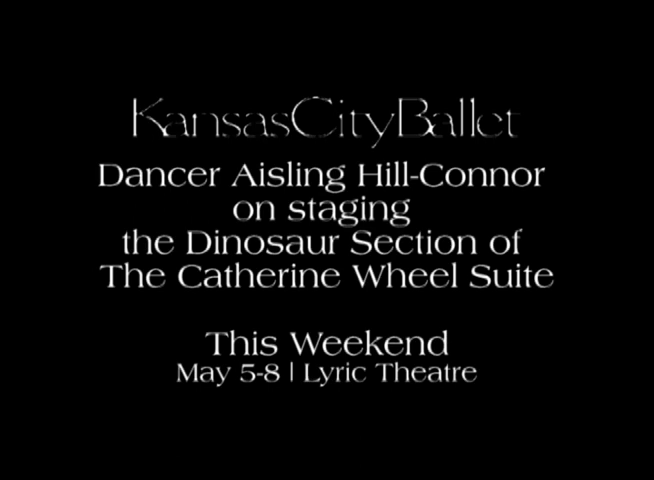 KansasCityBallet
Dancer Aisling Hill-Connor
on staging
the Dinosaur Section of
The Catherine Wheel Suite
This Weekend
May 5-8 | Lyric Theatre